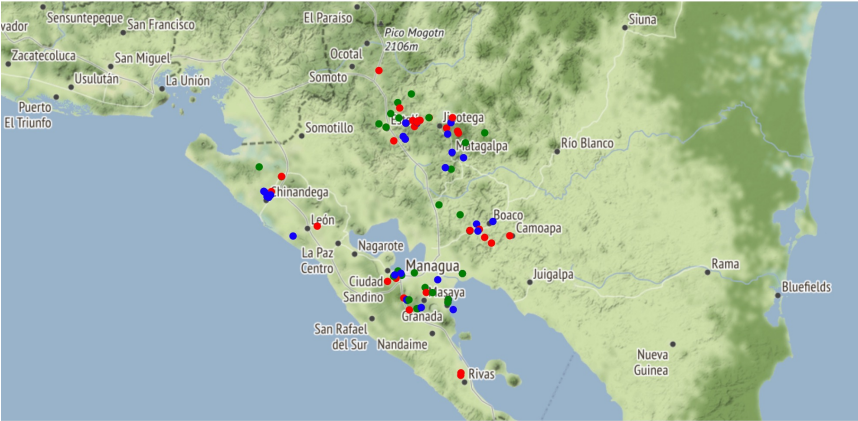 Sensuntepeque
San Francisco
El Paraiso
Siuna
vador
Pico Mogotn
2106m
Zacatecoluca
San Miguel
Ocotal
Usulután
La Unión
Somoto
Puerto
El Triunfo
Jinotega
Somotillo
Matagalpa
Río Blanco
Chinandega
León
Boaco
Camoapa
La Paz
Centro
Nagarote
Managua
Rama
Ciudad
Sandino
Juigalpa
Bluefields
Masaya
Granada
San Rafael
del Sur
Nandaime
Nueva
Guinea
Rivas